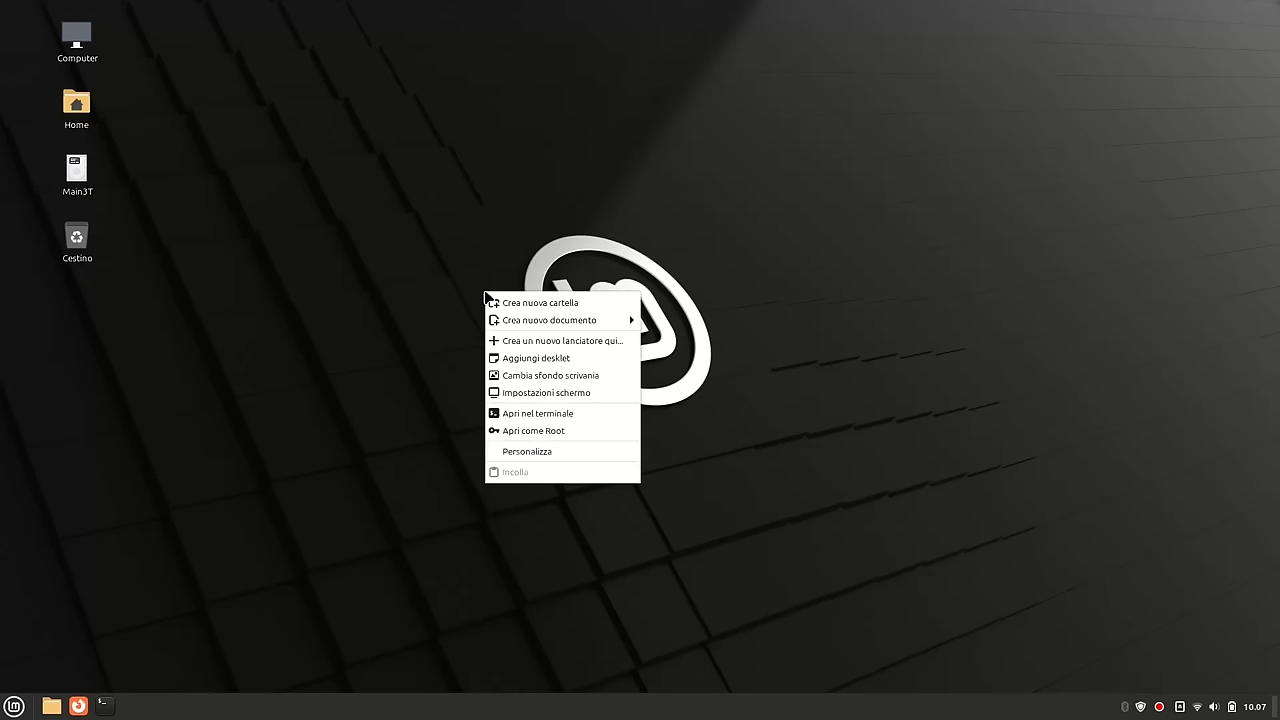 Computer
Home
Main3T
Cestino
Crea nuova cartella
Crea nuovo documento
Crea un nuovo lanciatore qui...
Aggiungi desklet
Cambia sfondo scrivania
Impostazioni schermo
Apri nel terminale
Apri come Root
Personalizza
Incolla
10.07